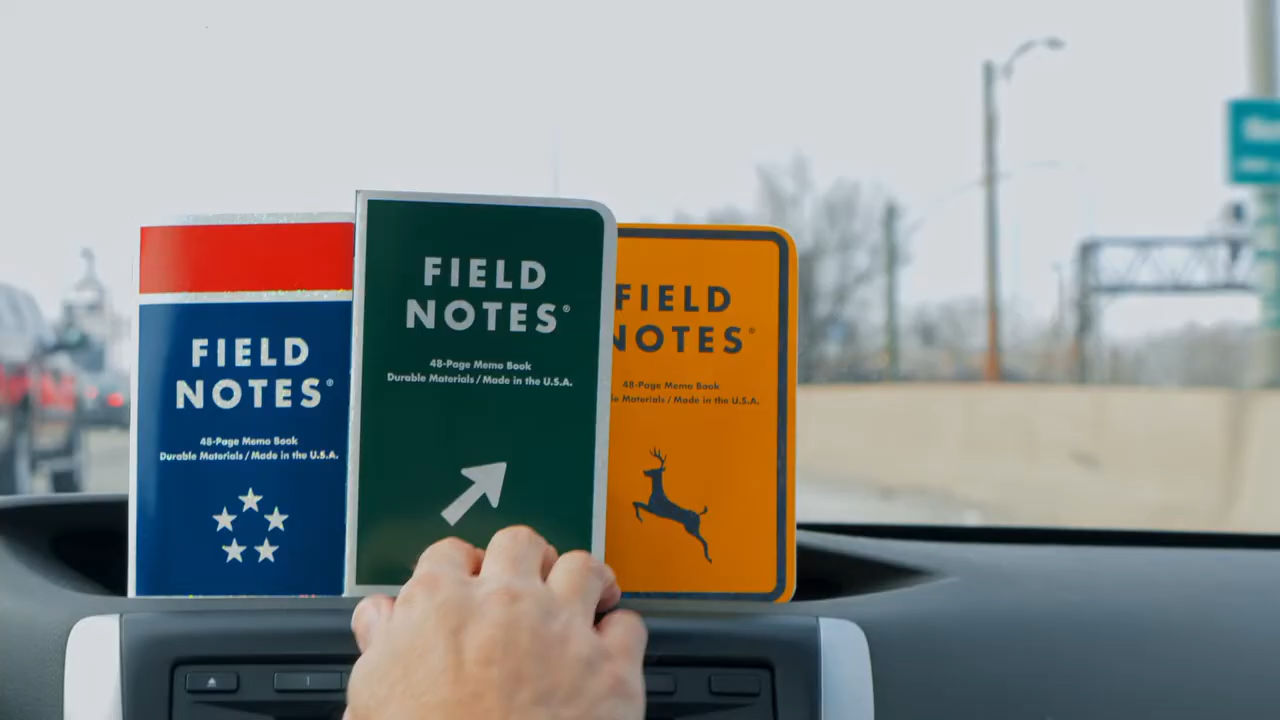 FIELD
NOTES®
48-Page Memo Book
Durable Materials / Made in the U.S.A.
FIELD
NOTES®
48-Page Memo Book
Durable Materials / Made in the U.S.A.
FIELD
NOTES®
48-Page Memo Book
Materials / Made in the U.S.A.